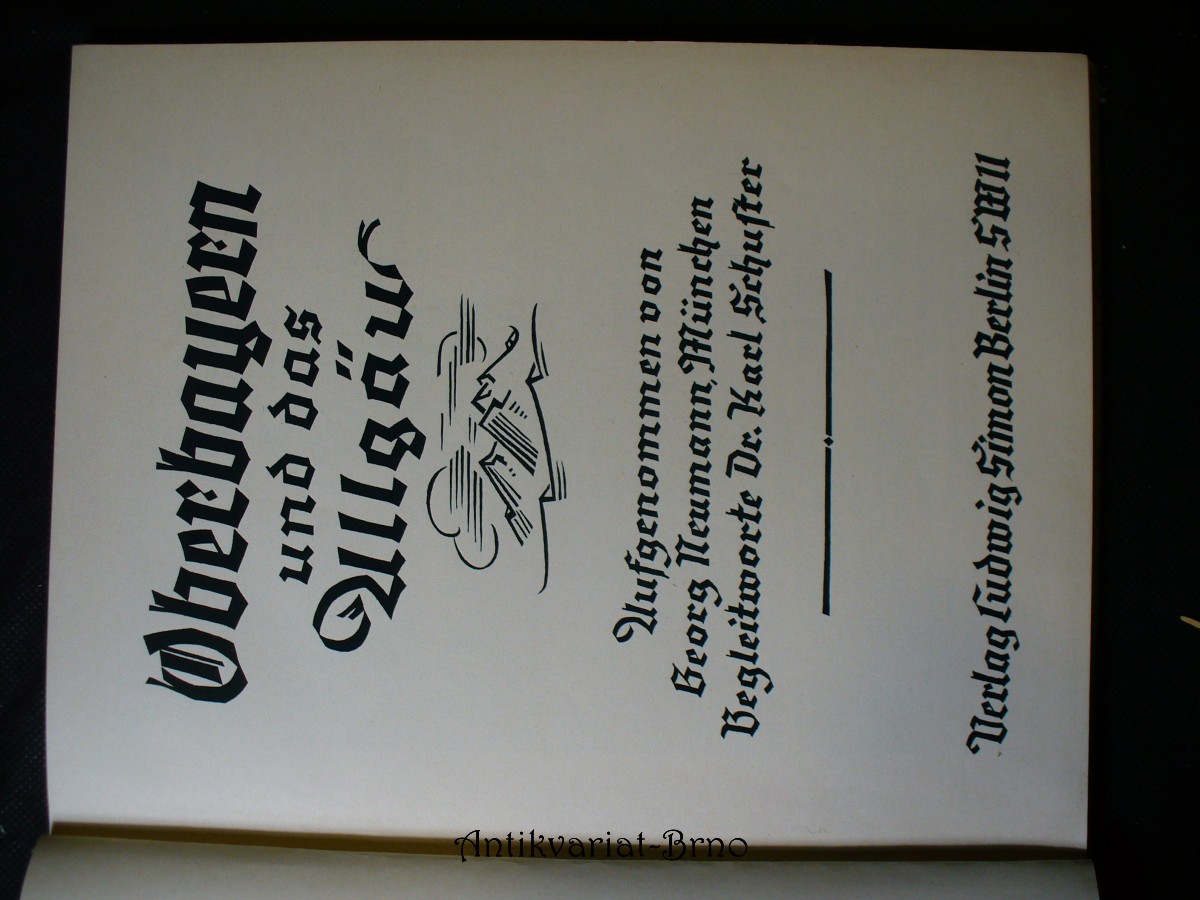 Oberbayern
und das
Allgäu
Aufgenommen von
Georg Neumann, München
Begleitworte Dr. Karl Schuster
Verlag Ludwig Simon Berlin SW11
Antikvariat-Brno